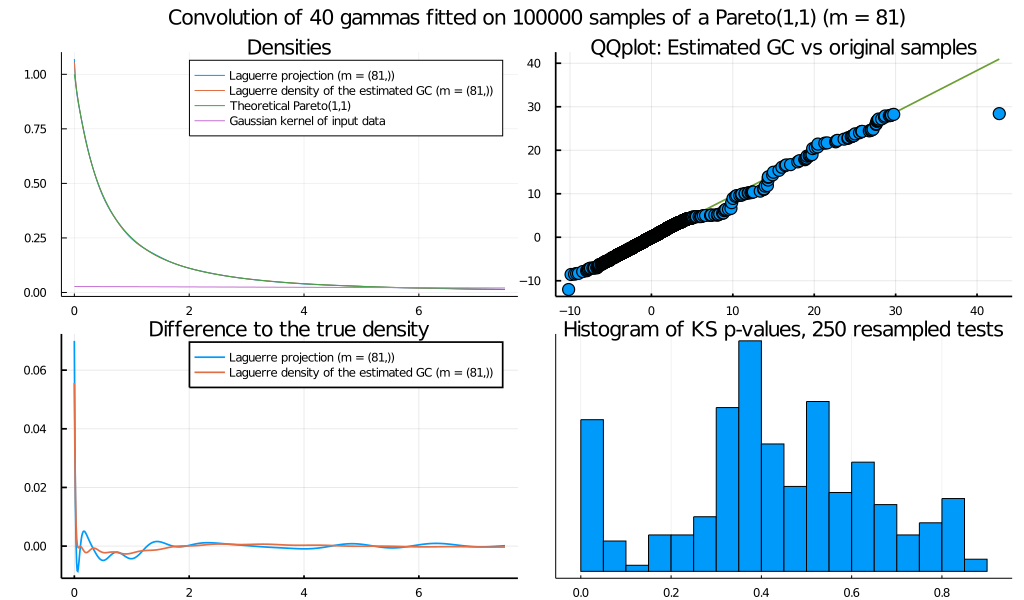 Convolution of 40 gammas fitted on 100000 samples of a Pareto(1,1) (m = 81)
Densities
Laguerre projection (m = (81,))
Laguerre density of the estimated GC (m = (81,))
Theoretical Pareto(1,1)
Gaussian kernel of input data
1.00
0.75
0.50
0.25
0.00
0 2 4 6
QQplot: Estimated GC vs original samples
40
30
20
10
0
−10
−10 0 10 20 30 40
Difference to the true density
Laguerre projection (m = (81,))
Laguerre density of the estimated GC (m = (81,))
0.06
0.04
0.02
0.00
0 2 4 6
Histogram of KS p-values, 250 resampled tests
0.0 0.2 0.4 0.6 0.8